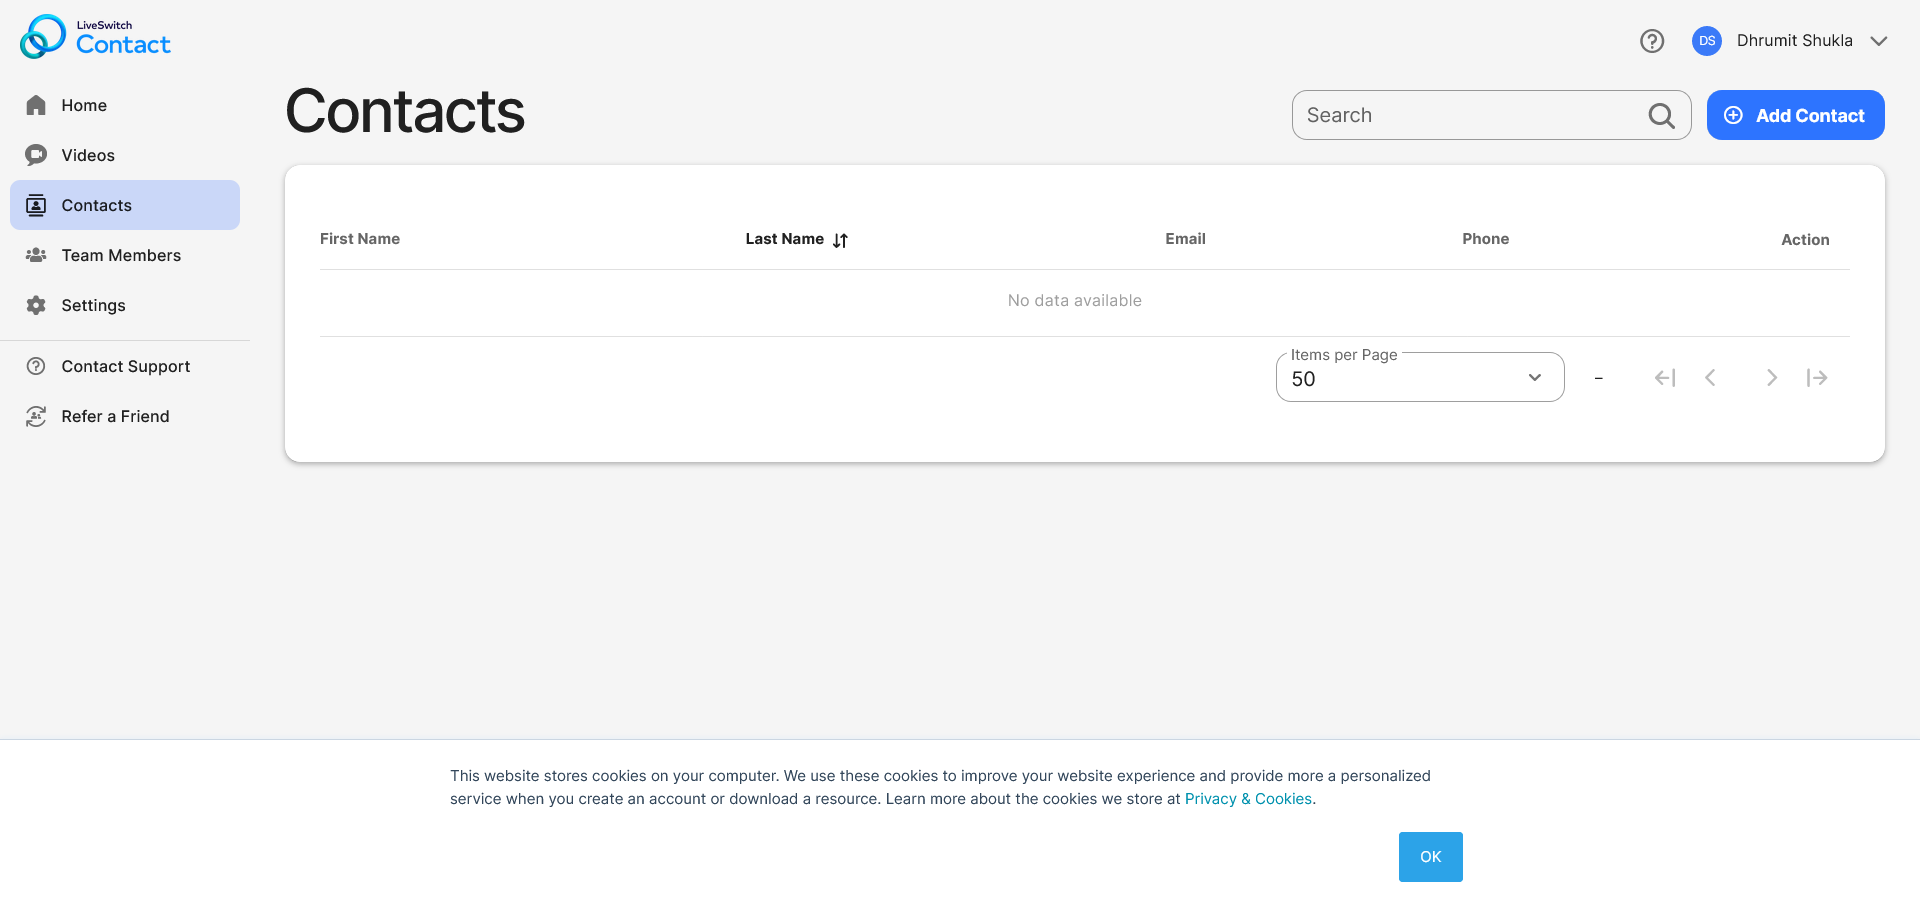 LiveSwitch
Contact
DS
Dhrumit Shukla
Home
Videos
Contacts
Team Members
Settings
Contact Support
Refer a Friend
Contacts
Search
Add Contact
First Name
Last Name
Email
Phone
Action
No data available
Items per Page
50
–
This website stores cookies on your computer. We use these cookies to improve your website experience and provide more a personalized
service when you create an account or download a resource. Learn more about the cookies we store at Privacy & Cookies.
OK